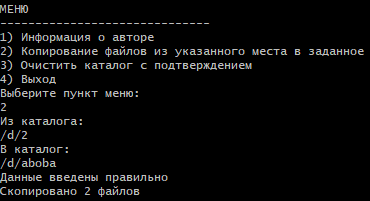 МЕНЮ
------------------------------
1) Информация о авторе
2) Копирование файлов из указанного места в заданное
3) Очистить каталог с подтверждением
4) Выход
Выберите пункт меню:
2
Из каталога:
/d/2
В каталог:
/d/aboba
Данные введены правильно
Скопировано 2 файлов